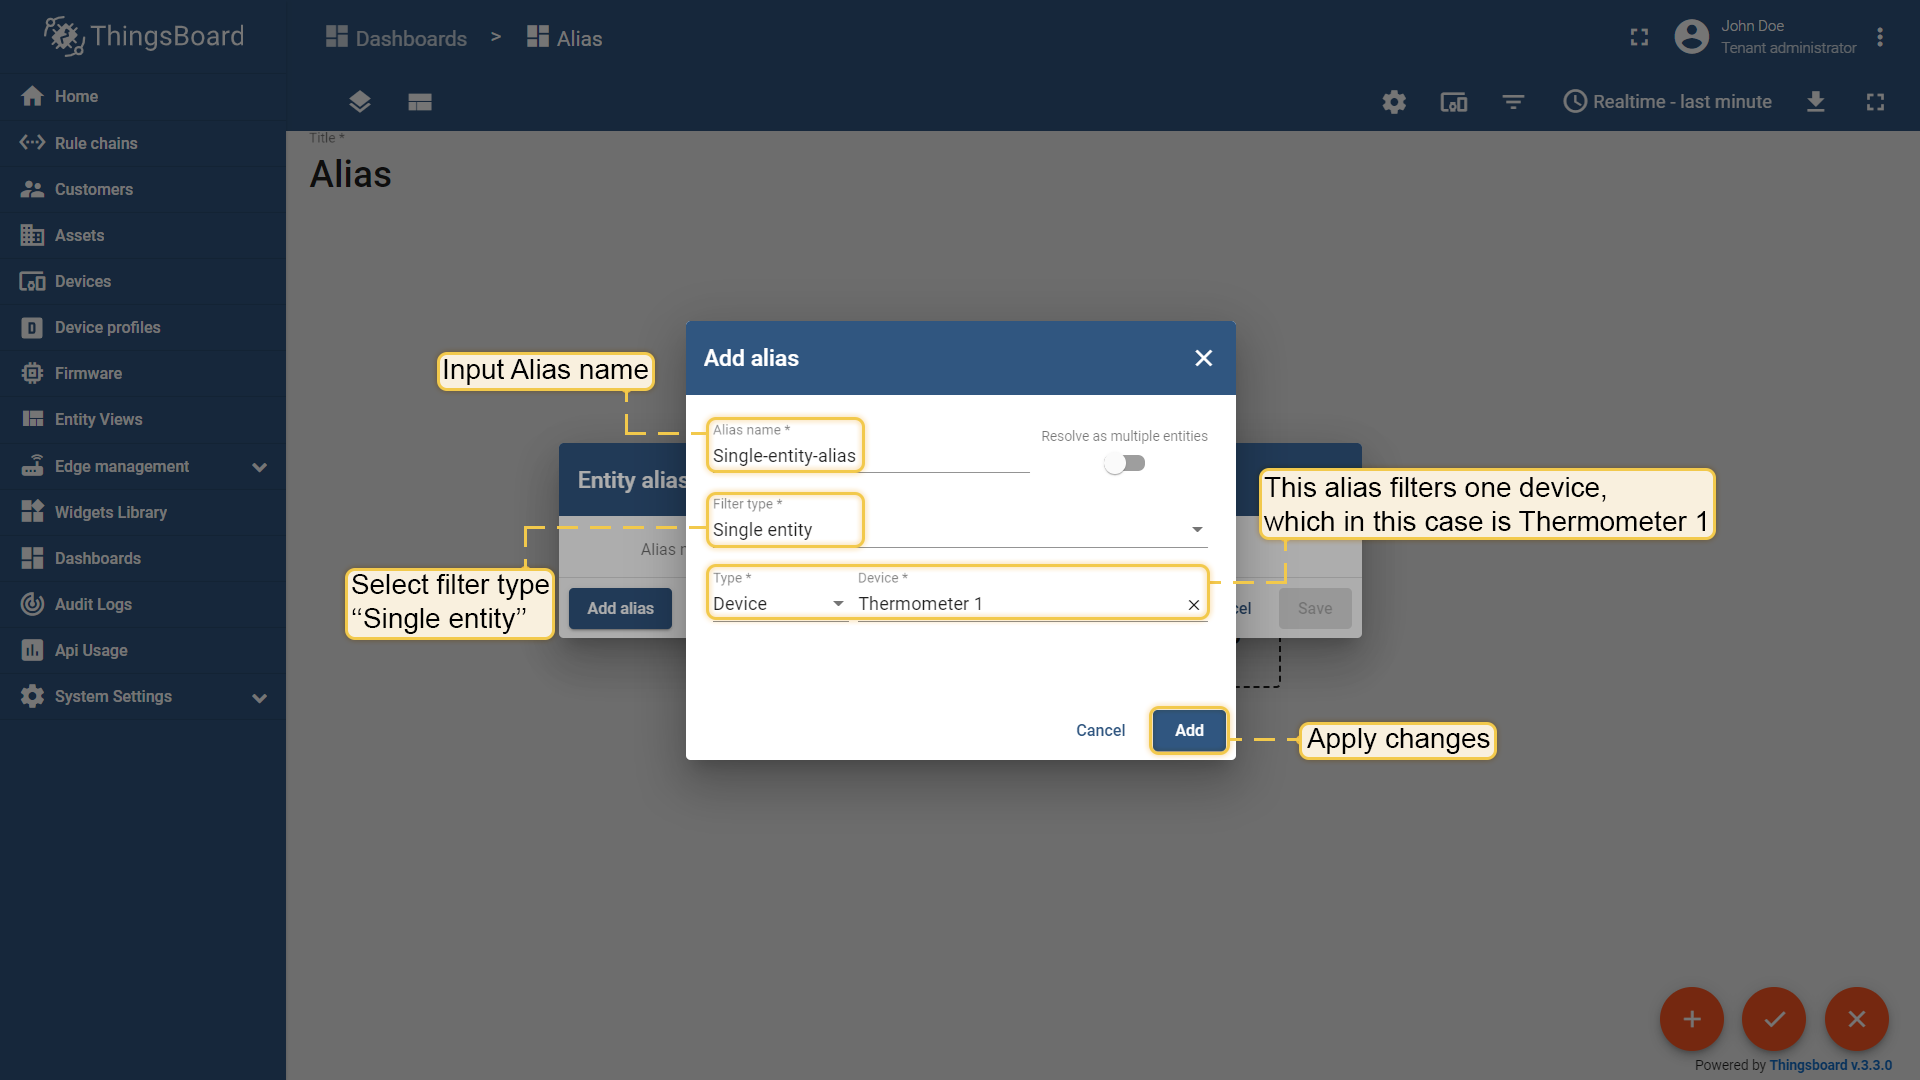 ThingsBoard
Dashboards > Alias
John Doe
Tenant administrator
Realtime - last minute
Home
Rule chains
Customers
Assets
Devices
Device profiles
Firmware
Entity Views
Edge management
Widgets Library
Dashboards
Audit Logs
Api Usage
System Settings
Title *
Alias
Input Alias name
Add alias
Alias name *
Single-entity-alias
Resolve as multiple entities
Entity alias
This alias filters one device,
which in this case is Thermometer 1
Filter type *
Single entity
Alias
Select filter type
“Single entity”
Type *
Device
Device *
Thermometer 1
Add alias
Save
Cancel
Add
Apply changes
Powered by Thingsboard v.3.3.0